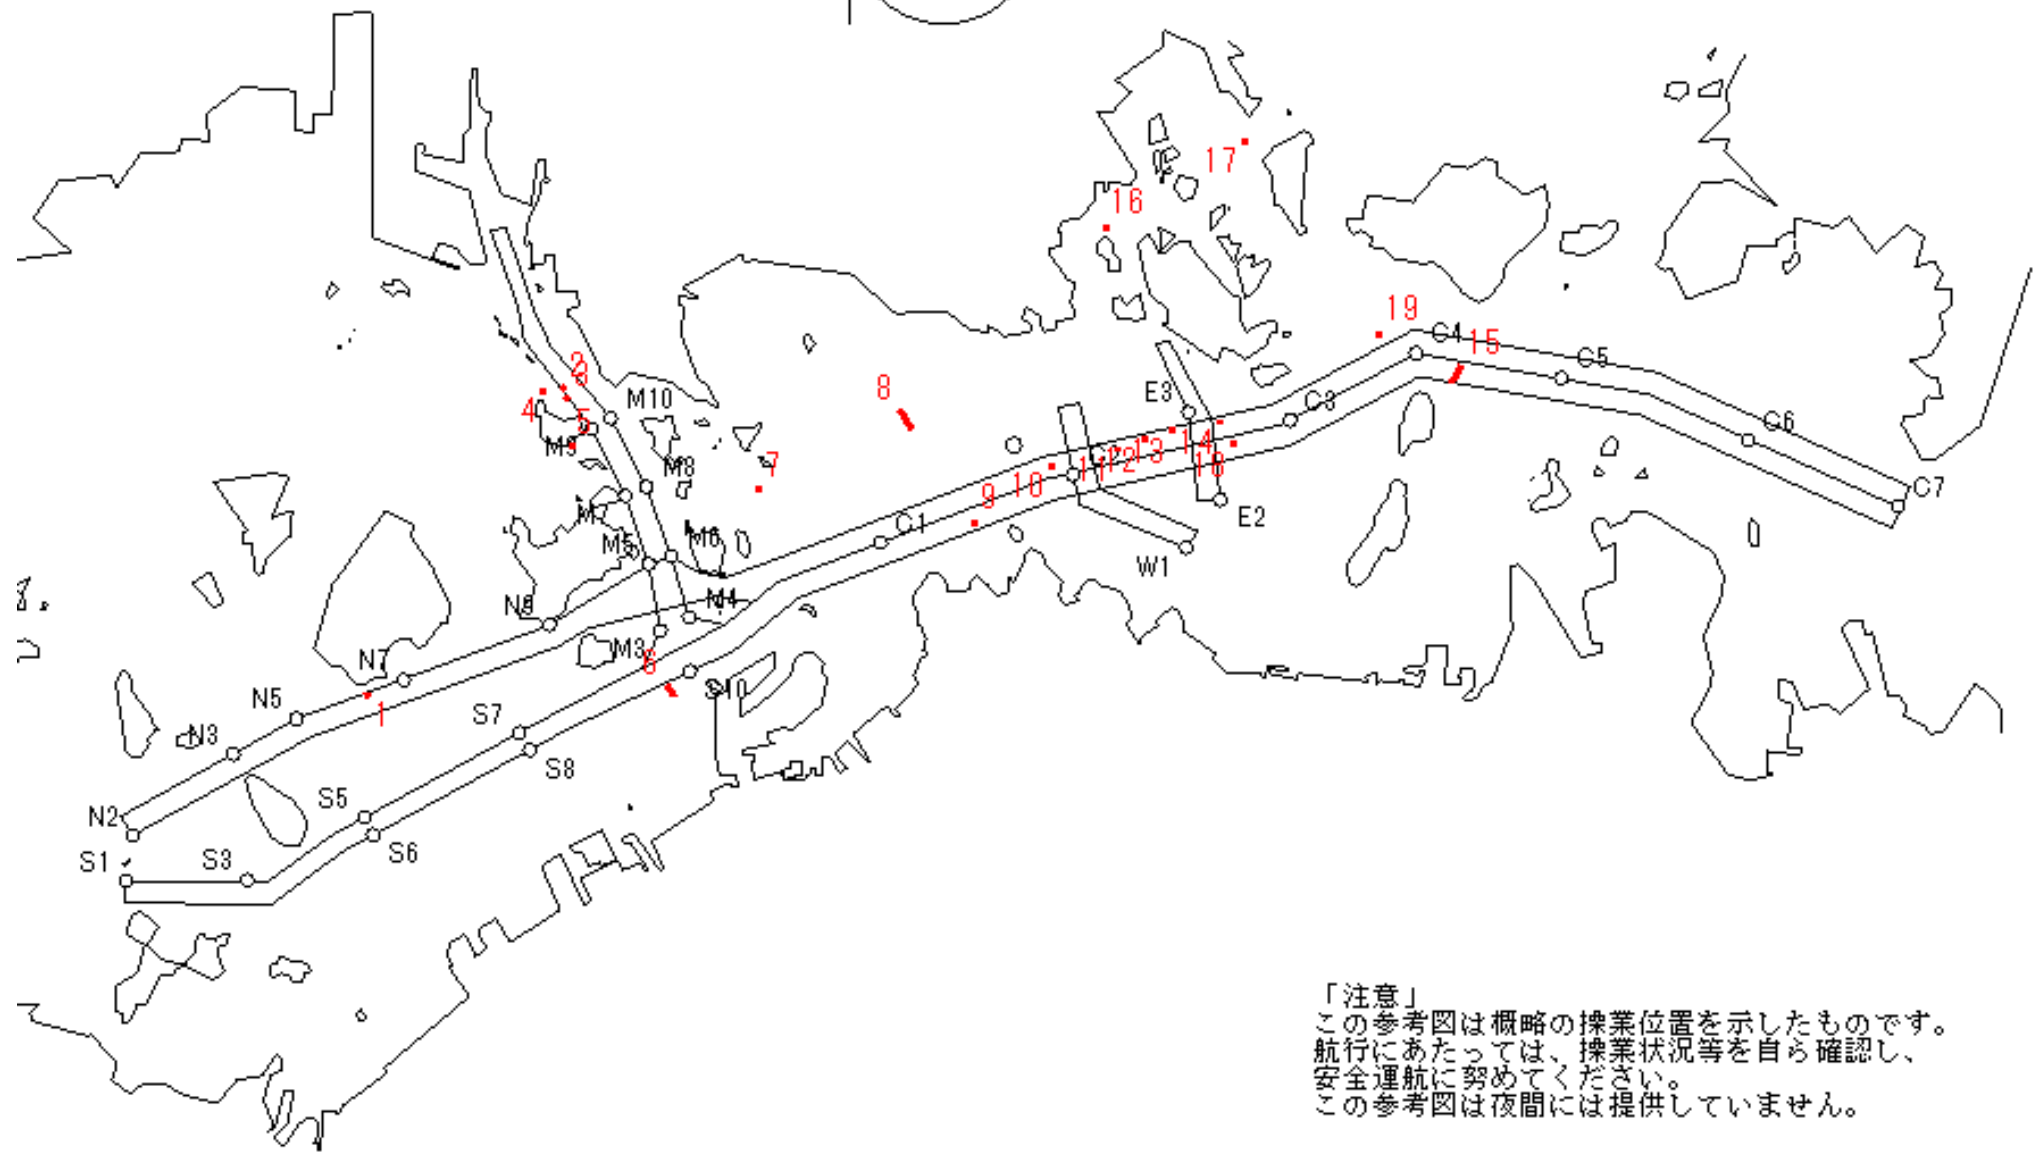 17
16
19
C4
15
C5
2
3
4
5
M10
M9
8
E3
C3
C6
7
M8
14
13
12
11
10
18
9
C7
E2
M7
C1
M5
M6
W1
N9
M4
M3
6
N7
S10
N5
1
S7
N3
S8
S5
N2
S6
S1
S3
「注意」
この参考図は概略の操業位置を示したものです。
航行にあたっては、操業状況等を自ら確認し、
安全運航に努めてください。
この参考図は夜間には提供していません。